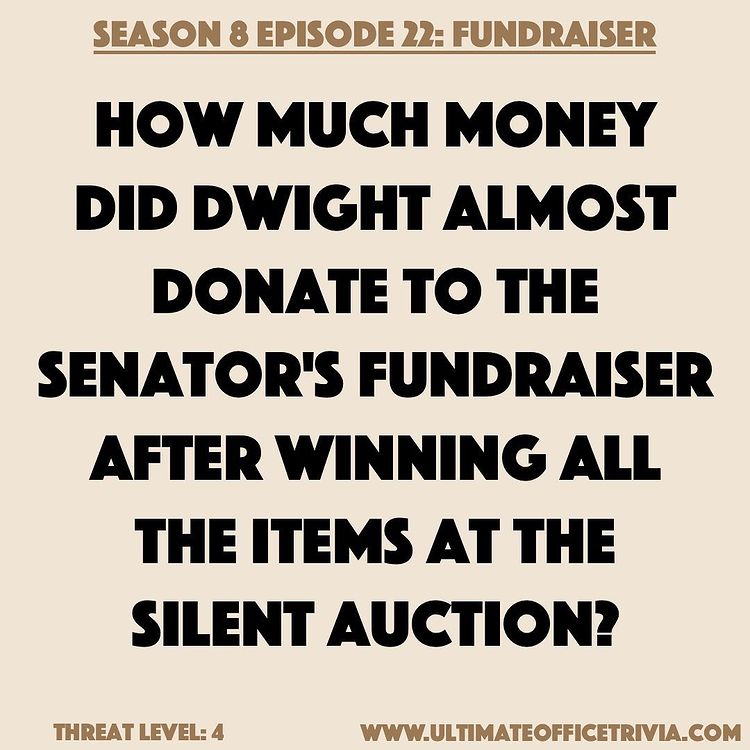 SEASON 8 EPISODE 22: FUNDRAISER
HOW MUCH MONEY
DID DWIGHT ALMOST
DONATE TO THE
SENATOR'S FUNDRAISER
AFTER WINNING ALL
THE ITEMS AT THE
SILENT AUCTION?
THREAT LEVEL: 4
WWW.ULTIMATEOFFICETRIVIA.COM